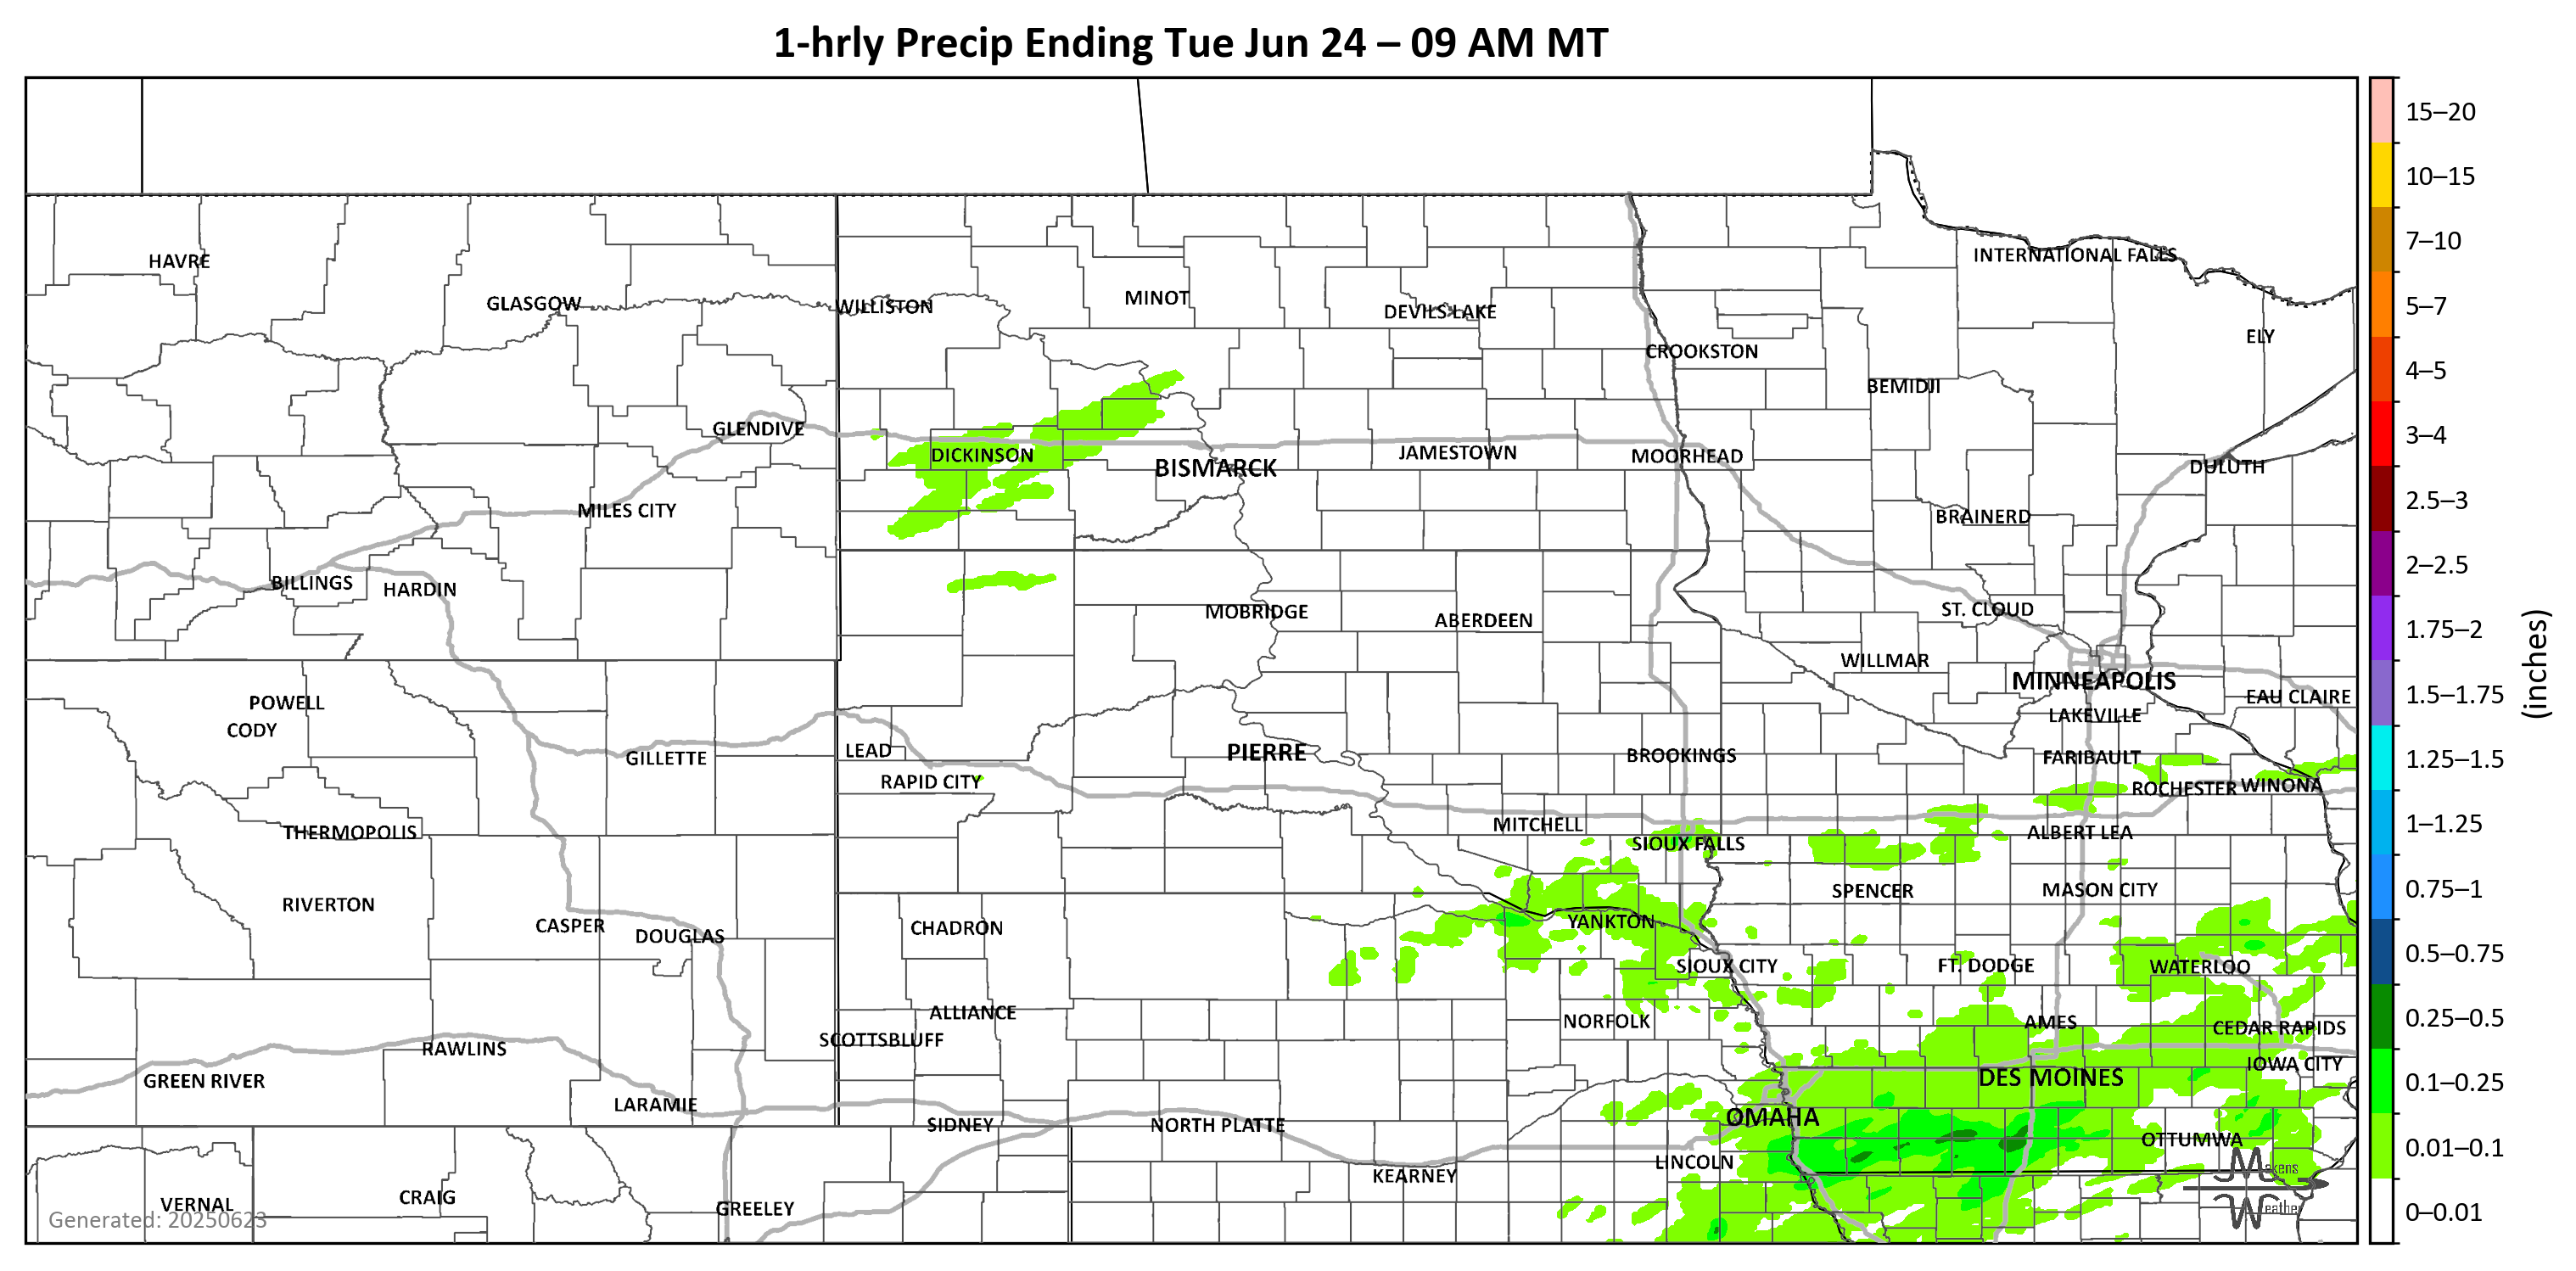 1-hrly Precip Ending Tue Jun 24 – 09 AM MT
15–20
10–15
7–10
5–7
4–5
3–4
2.5–3
2–2.5
1.75–2
1.5–1.75
1.25–1.5
1–1.25
0.75–1
0.5–0.75
0.25–0.5
0.1–0.25
0.01–0.1
0–0.01
(inches)
HAVRE
INTERNATIONAL FALLS
GLASGOW
WILLISTON
MINOT
DEVILS LAKE
ELY
CROOKSTON
BEMIDJI
GLENDIVE
DICKINSON
BISMARCK
JAMESTOWN
MOORHEAD
DULUTH
MILES CITY
BRAINERD
BILLINGS
HARDIN
MOBRIDGE
ABERDEEN
ST. CLOUD
WILLMAR
MINNEAPOLIS
EAU CLAIRE
POWELL
CODY
LAKEVILLE
GILLETTE
LEAD
PIERRE
BROOKINGS
FARIBAULT
RAPID CITY
ROCHESTER
WINONA
THERMOPOLIS
MITCHELL
SIOUX FALLS
ALBERT LEA
RIVERTON
SPENCER
MASON CITY
CASPER
DOUGLAS
CHADRON
YANKTON
SIOUX CITY
FT. DODGE
WATERLOO
ALLIANCE
NORFOLK
AMES
CEDAR RAPIDS
SCOTTSBLUFF
RAWLINS
IOWA CITY
GREEN RIVER
DES MOINES
LARAMIE
SIDNEY
NORTH PLATTE
OMAHA
OTTUMWA
LINCOLN
KEARNEY
VERNAL
CRAIG
GREELEY
Generated: 20250623
Makens
Weather